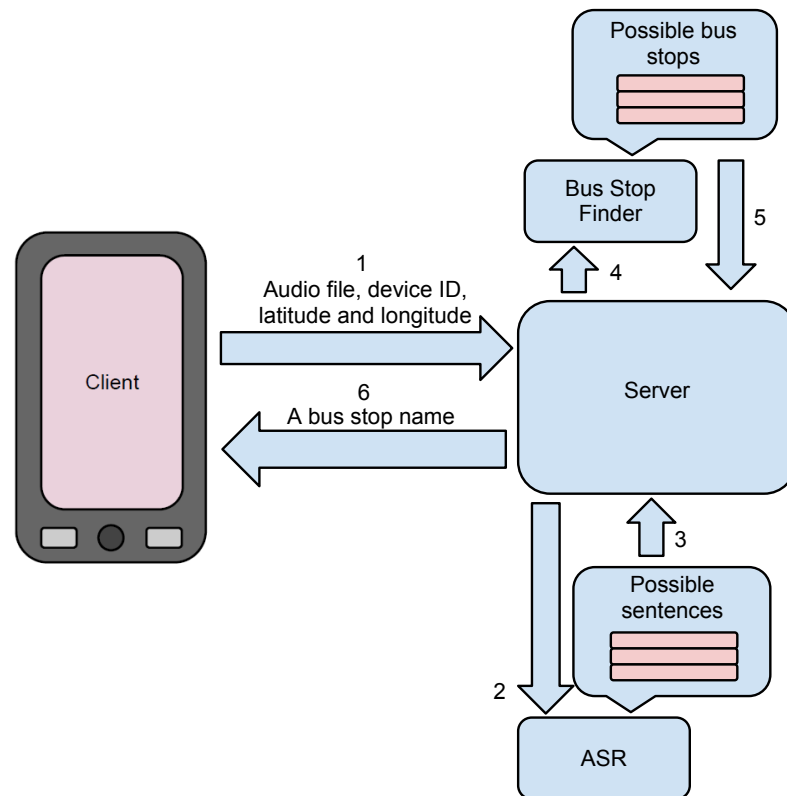 Possible bus
stops
Bus Stop
Finder
5
4
1
Audio file, device ID,
latitude and longitude
Client
Server
6
A bus stop name
3
Possible
sentences
2
ASR